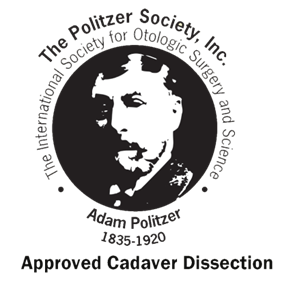 The Politzer Society, Inc.
The International Society for Otologic Surgery and Science
Adam Politzer
1835-1920
Approved Cadaver Dissection